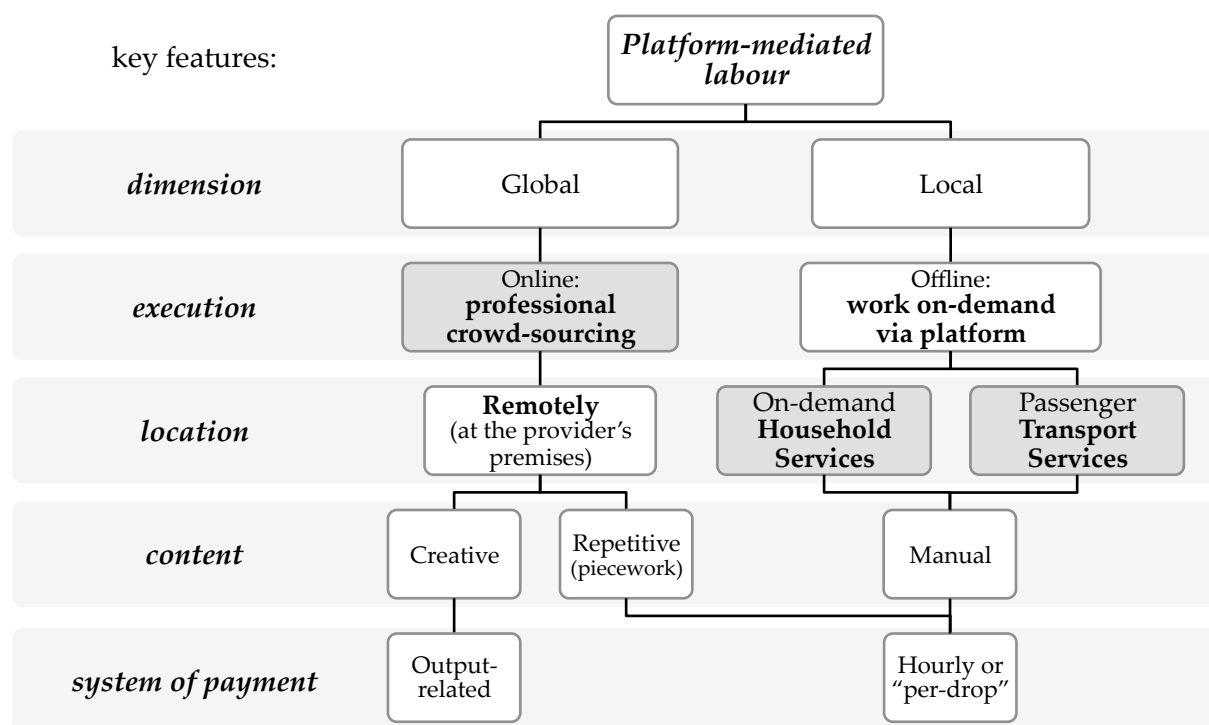 key features:
Platform-mediated
labour
dimension
Global
Local
execution
Online:
professional
crowd-sourcing
Offline:
work on-demand
via platform
location
Remotely
(at the provider's
premises)
On-demand
Household
Services
Passenger
Transport
Services
content
Creative
Repetitive
(piecework)
Manual
system of payment
Output-
related
Hourly or
“per-drop”